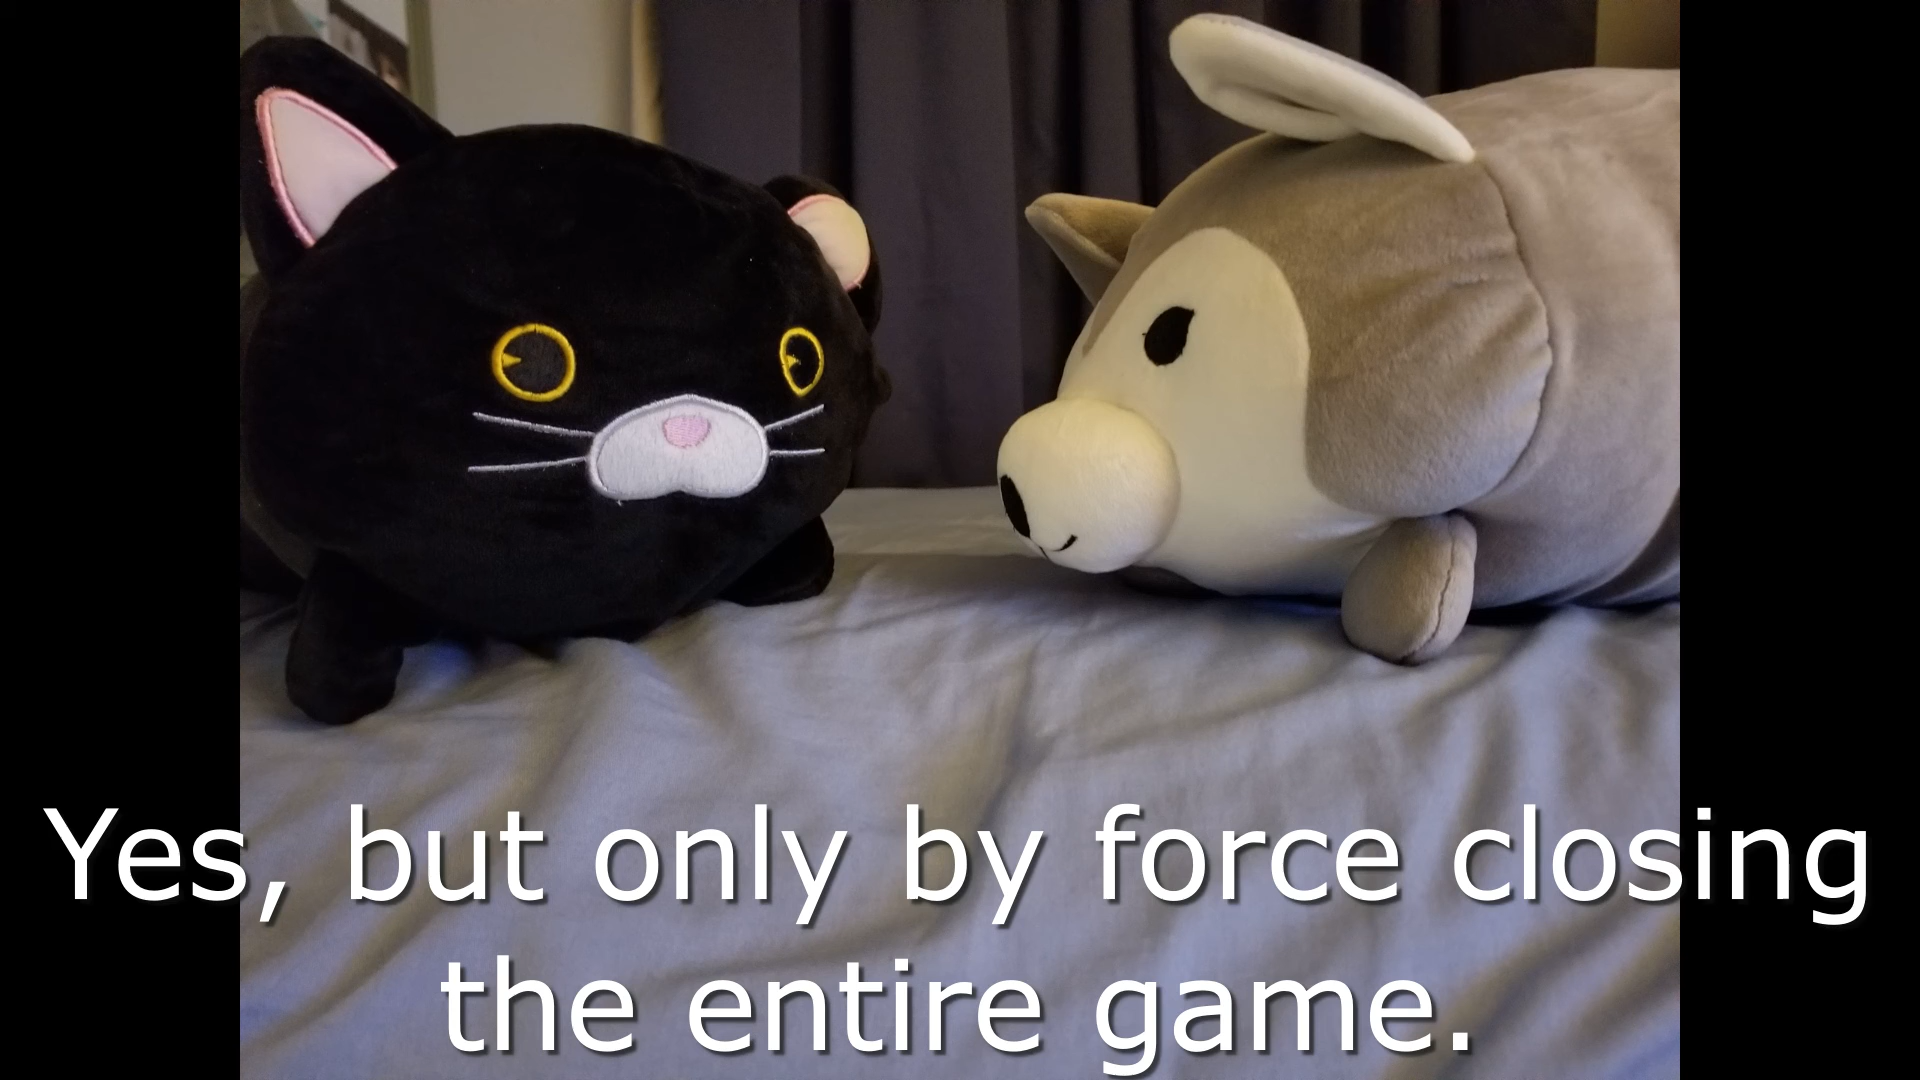 Yes, but only by force closing
the entire game.